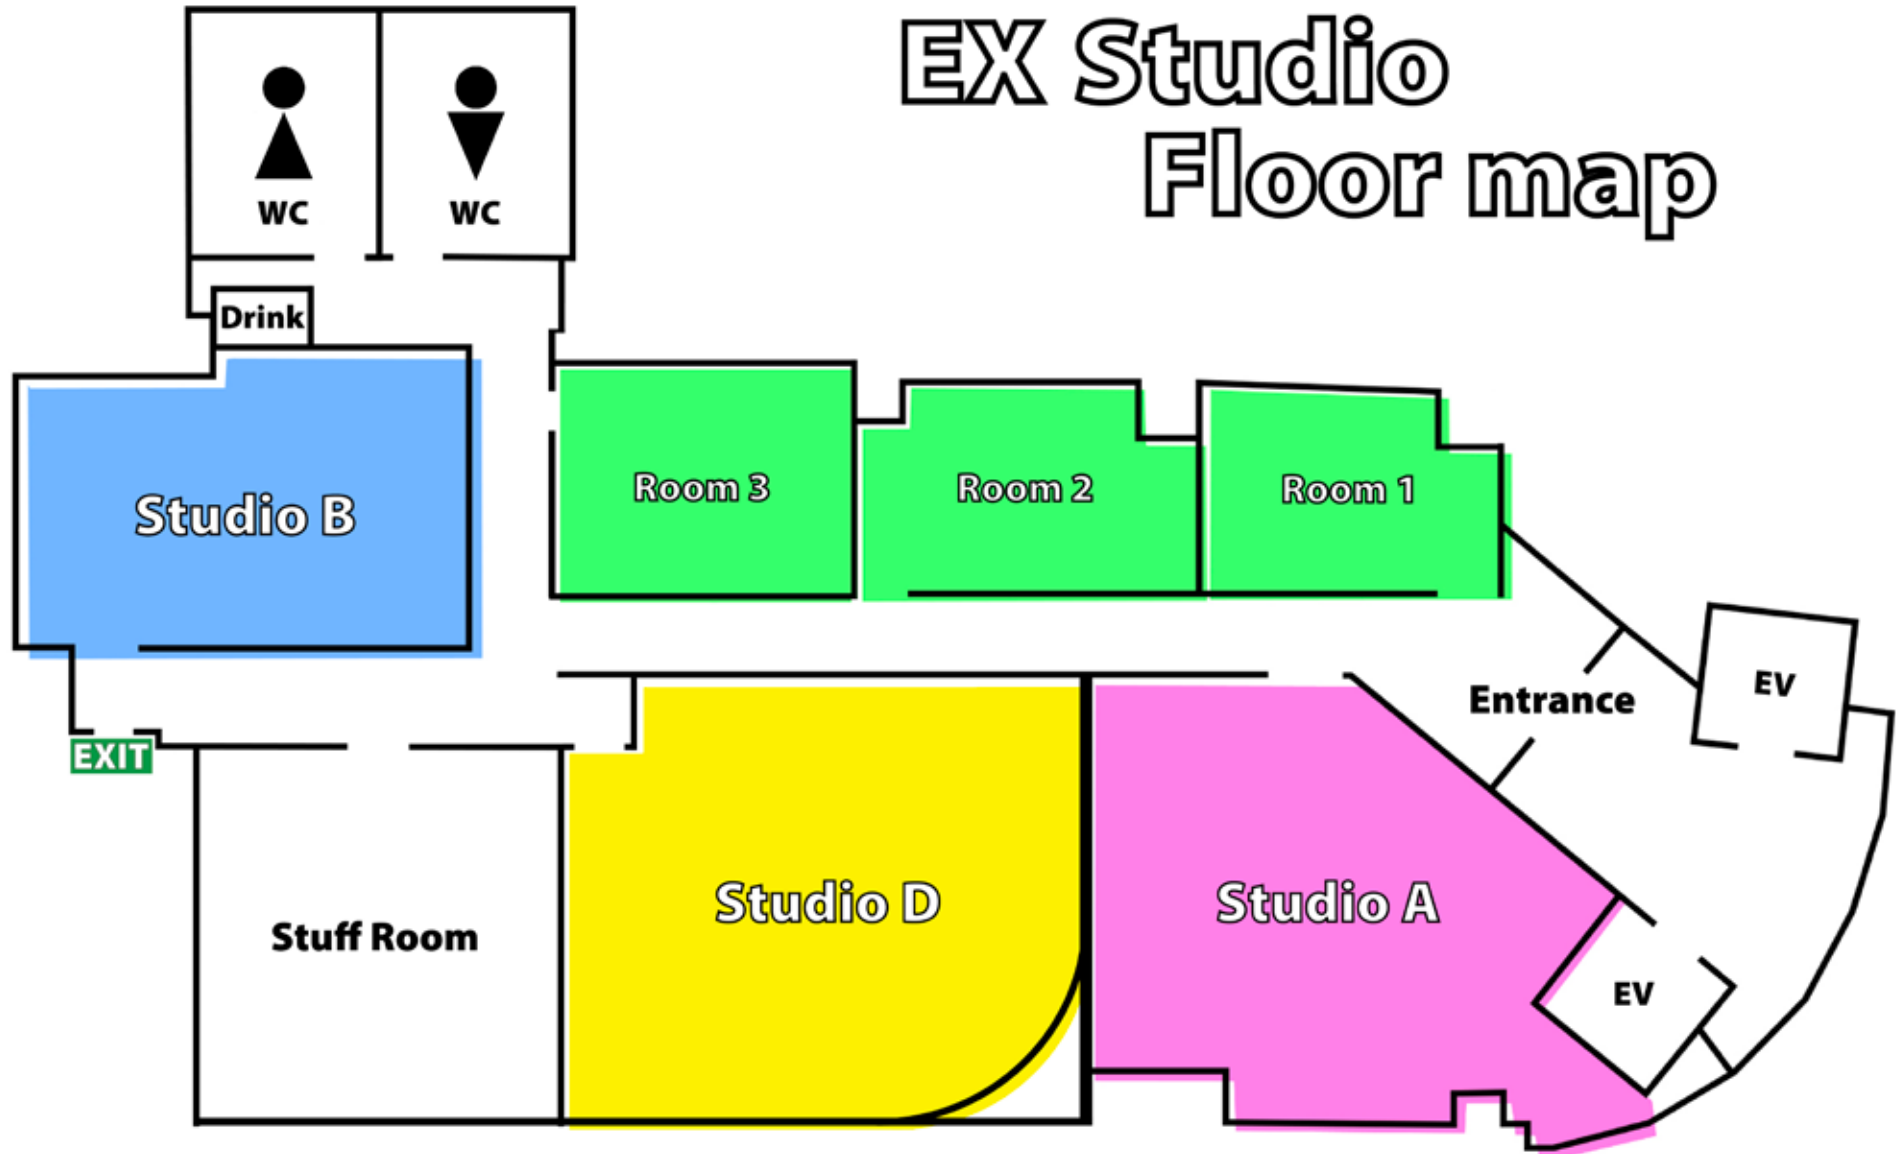 EX Studio
Floor map
WC
WC
Drink
Room 3
Room 2
Room 1
Studio B
EV
Entrance
EXIT
Studio D
Studio A
Stuff Room
EV